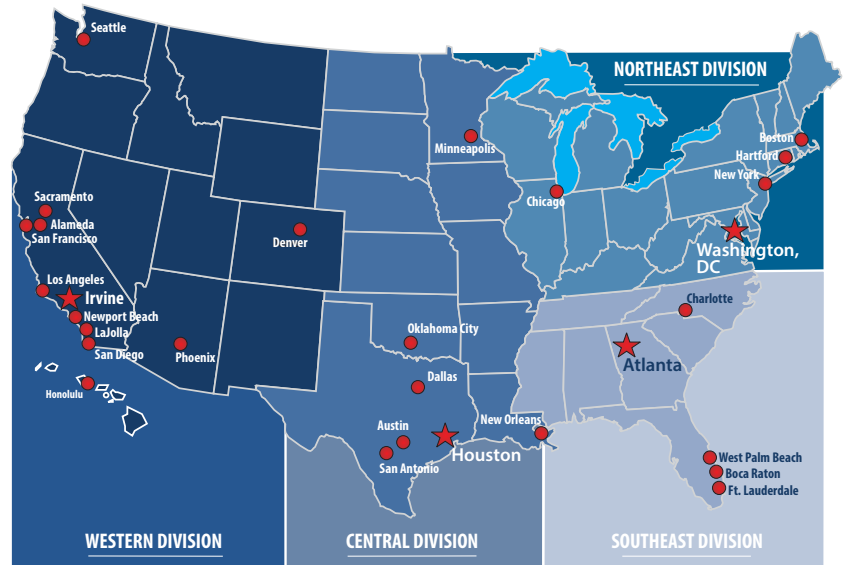 Seattle
NORTHEAST DIVISION
Minneapolis
Boston
Hartford
New York
Chicago
Sacramento
Alameda
San Francisco
Denver
Washington,
DC
Los Angeles
Irvine
Newport Beach
LaJolla
San Diego
Phoenix
Oklahoma City
Charlotte
Atlanta
Honolulu
Dallas
Austin
San Antonio
Houston
New Orleans
West Palm Beach
Boca Raton
Ft. Lauderdale
WESTERN DIVISION
CENTRAL DIVISION
SOUTHEAST DIVISION